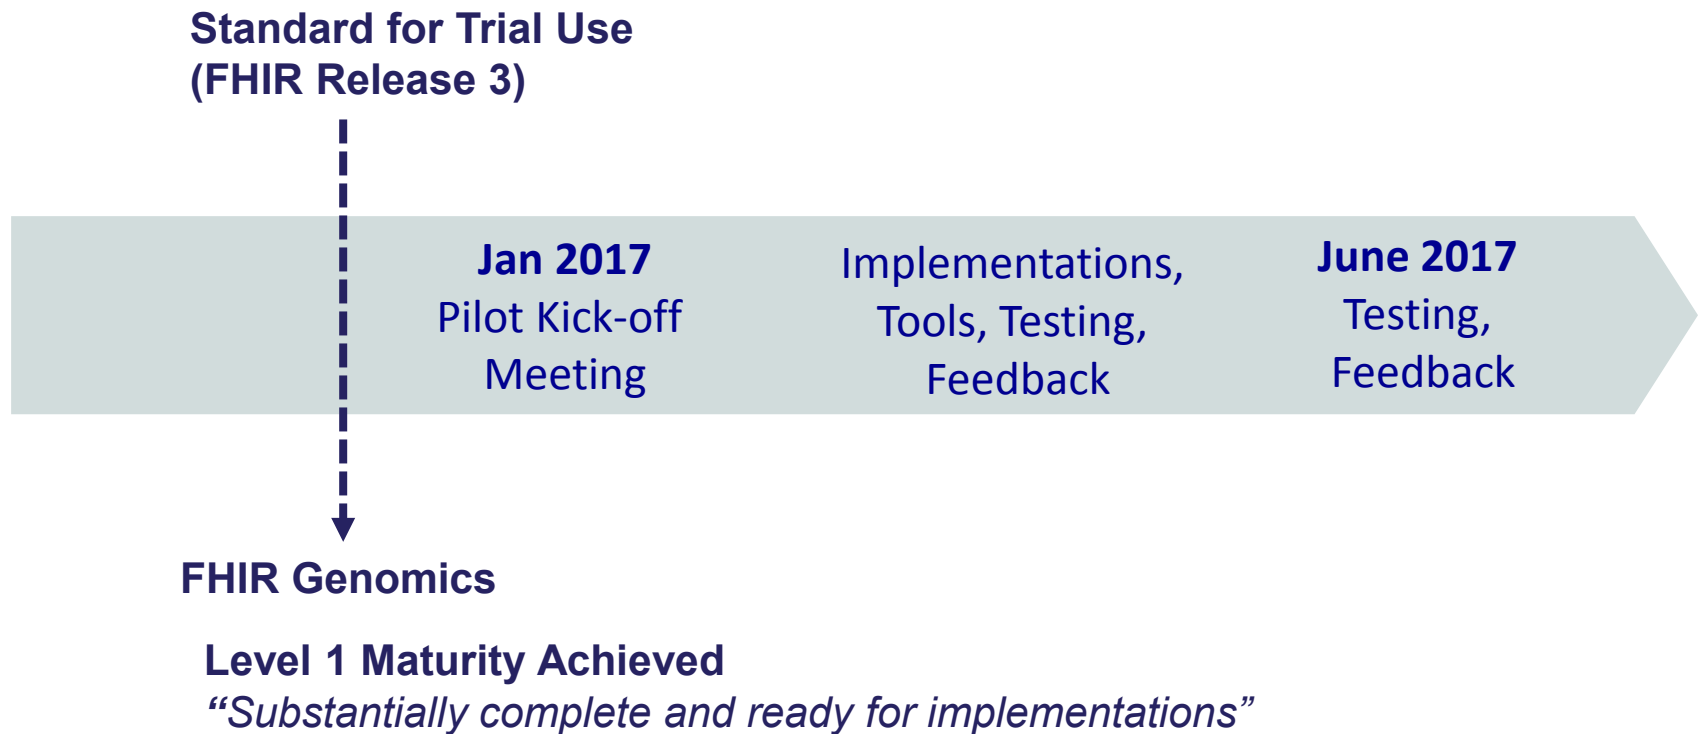 Standard for Trial Use
(FHIR Release 3)
Jan 2017
Pilot Kick-off
Meeting
Implementations,
Tools, Testing,
Feedback
June 2017
Testing,
Feedback
FHIR Genomics
Level 1 Maturity Achieved
“Substantially complete and ready for implementations”